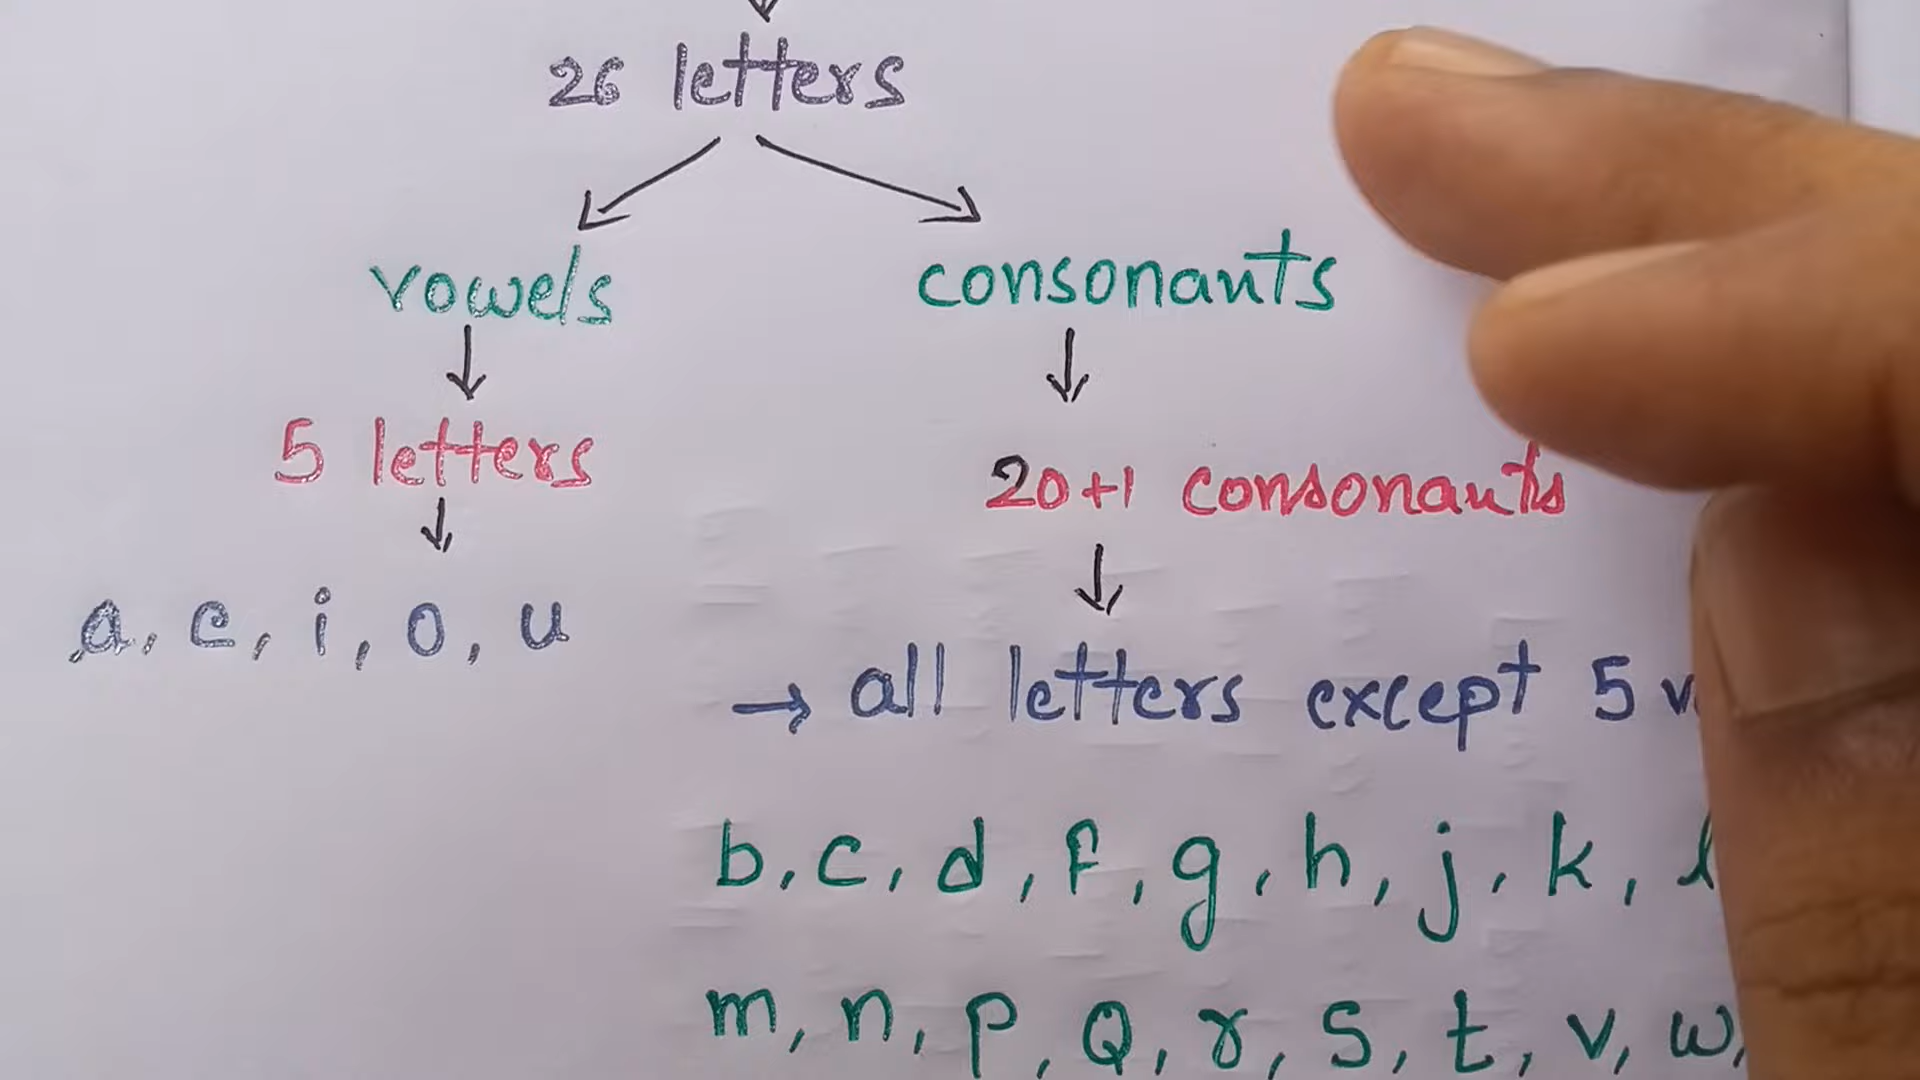 26 letters
vowels consonants
5 letters 20+1 consonants
a, e, i, o, u
→ all letters except 5
b, c, d, f, g, h, j, k, l
m, n, p, Q, r, s, t, v, w,